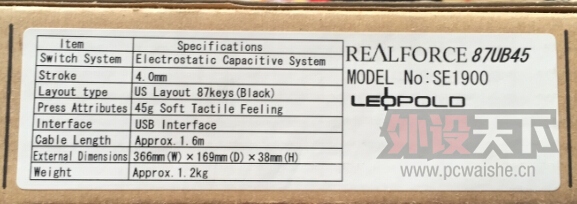 Item Specifications
Switch System Electrostatic Capacitive System
Stroke 4.0mm
Layout type US Layout 87keys(Black)
Press Attributes 45g Soft Tactile Feeling
Interface USB Interface
Cable Length Approx.1.6m
External Dimensions 366mm(W)×169mm(D)×38mm(H)
Weight Approx.1.2kg
REALFORCE 87UB45
MODEL No:SE1900
LEOPOLD
外设天下
www.pcwaishe.cn